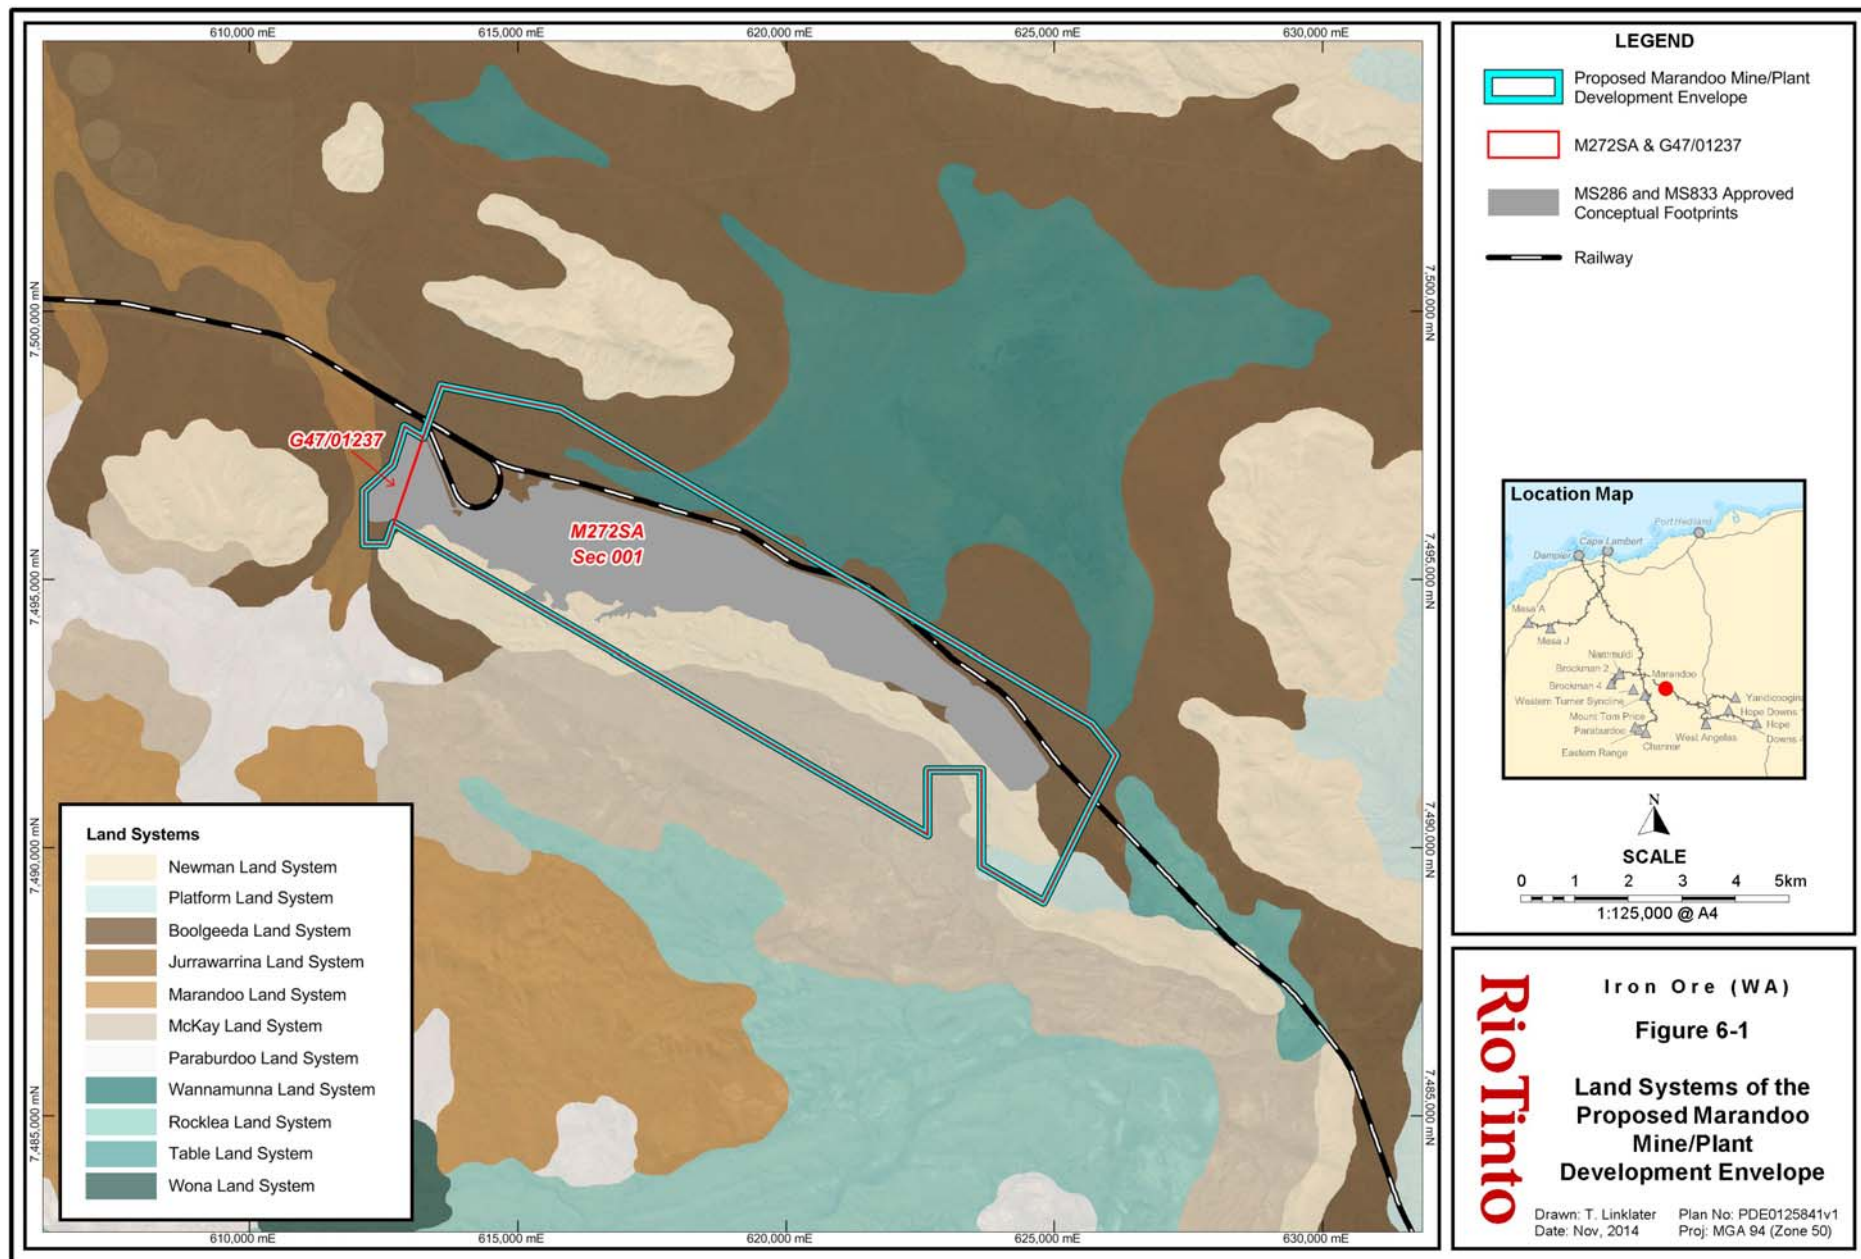 610,000 mE
615,000 mE
620,000 mE
625,000 mE
630,000 mE
7,500,000 mN
7,495,000 mN
7,490,000 mN
7,485,000 mN
7,500,000 mN
7,495,000 mN
7,490,000 mN
7,485,000 mN
G47/01237
M272SA
Sec 001
Land Systems
Newman Land System
Platform Land System
Boolgeeda Land System
Jurrawarrina Land System
Marandoo Land System
McKay Land System
Paraburdoo Land System
Wannamunna Land System
Rocklea Land System
Table Land System
Wona Land System
610,000 mE
615,000 mE
620,000 mE
625,000 mE
630,000 mE
LEGEND
Proposed Marandoo Mine/Plant
Development Envelope
M272SA & G47/01237
MS286 and MS833 Approved
Conceptual Footprints
Railway
Location Map
Port Hedland
Cape Lambert
Dampier
Mesa A
Mesa J
Nammuldi
Brockman 2
Marandoo
Brockman 4
Western Turner Syncline
Yandicoogina
Mount Tom Price
Hope Downs 1
Paraburdoo
West Angelas
Hope
Downs 4
Eastern Range
Channar
N
SCALE
0 1 2 3 4 5km
1:125,000 @ A4
RioTinto
Iron Ore (WA)
Figure 6-1
Land Systems of the
Proposed Marandoo
Mine/Plant
Development Envelope
Drawn: T. Linklater
Plan No: PDE0125841v1
Date: Nov, 2014
Proj: MGA 94 (Zone 50)